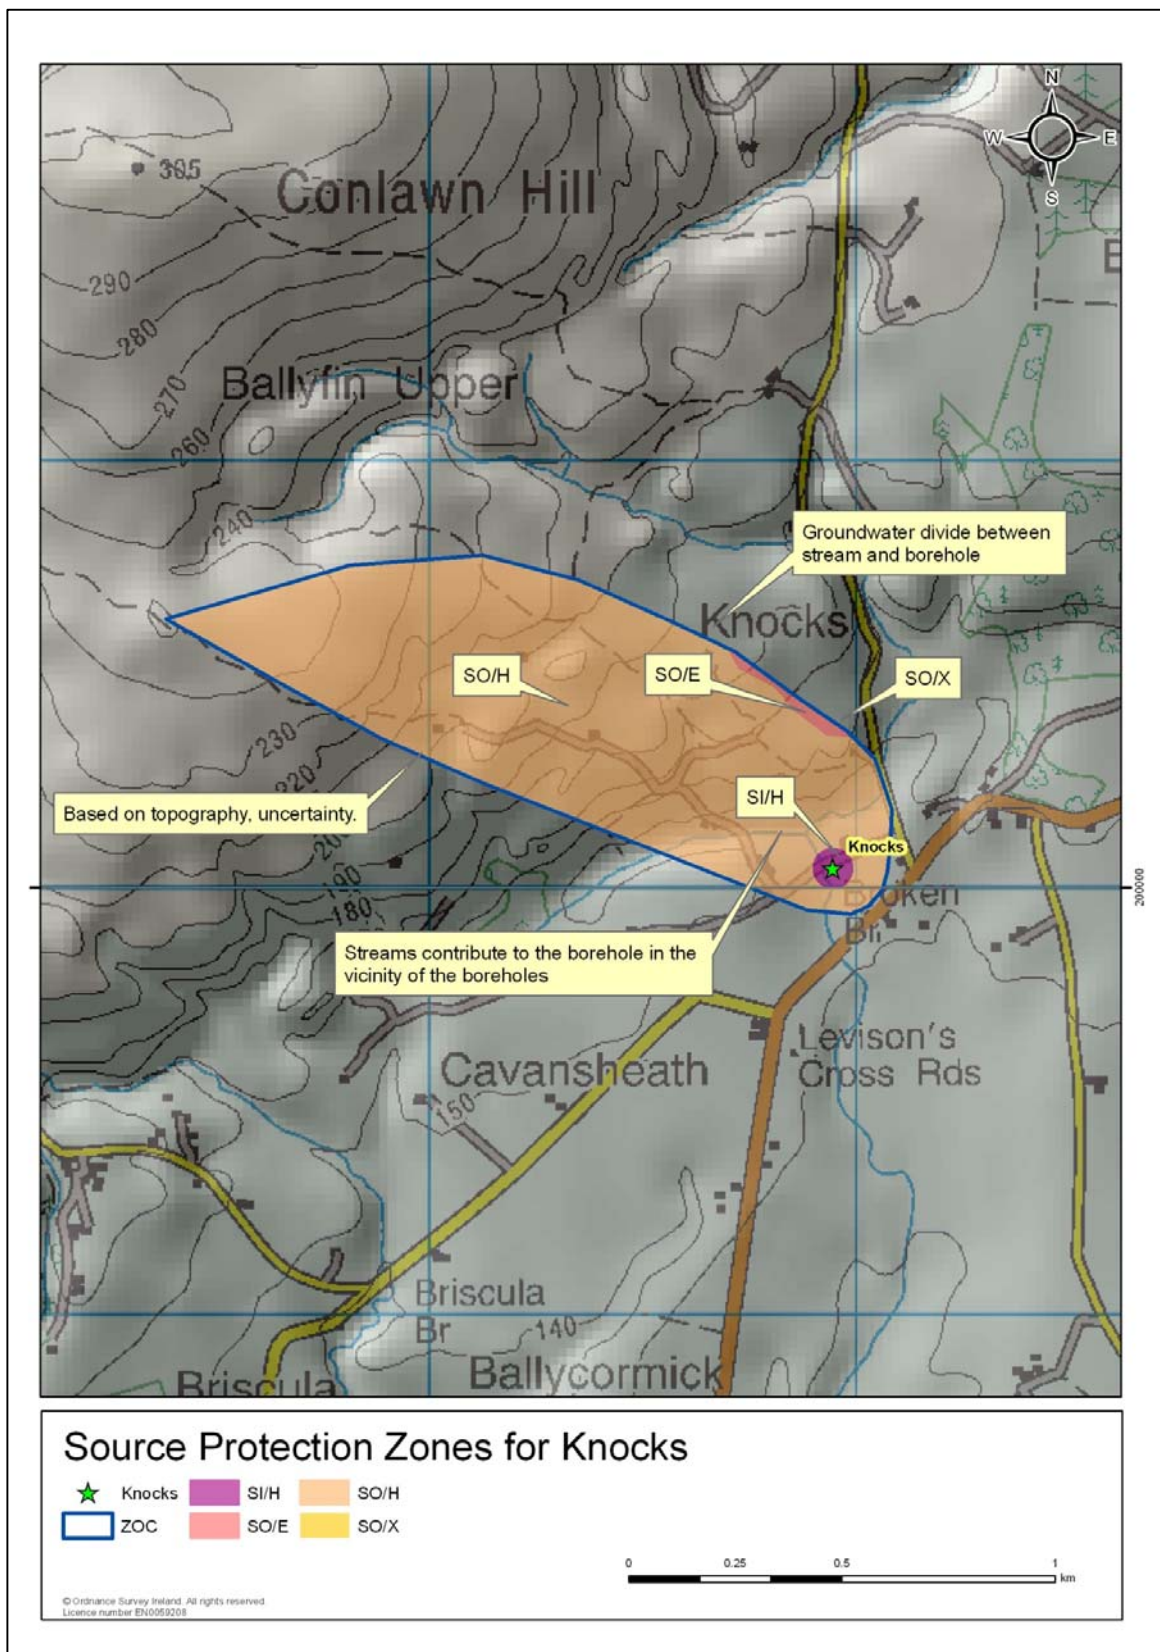 N
W
E
S
305
Conlawn Hill
290
280
270
260
Ballyfin Upper
240
Groundwater divide between
stream and borehole
Knocks
SO/H
SO/E
SO/X
230
220
Based on topography, uncertainty.
SI/H
Knocks
190
180
200000
Broken
Streams contribute to the borehole in the
vicinity of the boreholes
Levison's
Cross Rds
Cavansheath
150
Briscula
Br
140
Ballycormick
Briscula
Source Protection Zones for Knocks
Knocks
SI/H
SO/H
ZOC
SO/E
SO/X
0
0.25
0.5
1
km
© Ordnance Survey Ireland. All rights reserved.
Licence number EN0059208